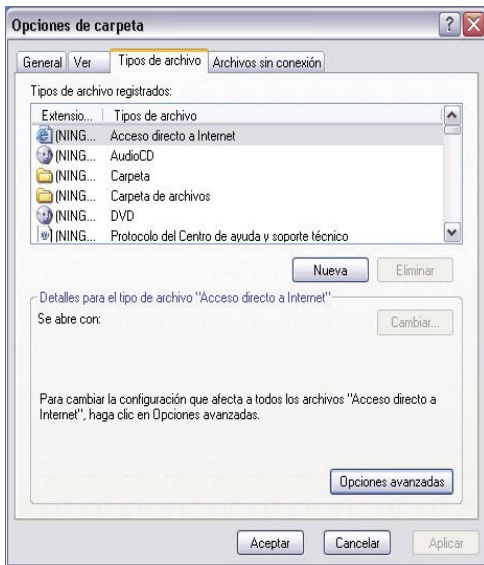 Opciones de carpeta
General Ver Tipos de archivo Archivos sin conexión
Tipos de archivo registrados:
Extensio... Tipos de archivo
(NING... Acceso directo a Internet
(NING... AudioCD
(NING... Carpeta
(NING... Carpeta de archivos
(NING... DVD
(NING... Protocolo del Centro de ayuda y soporte técnico
Nueva Eliminar
Detalles para el tipo de archivo "Acceso directo a Internet"
Se abre con: Cambiar...
Para cambiar la configuración que afecta a todos los archivos "Acceso directo a
Internet", haga clic en Opciones avanzadas.
Opciones avanzadas
Aceptar Cancelar Aplicar